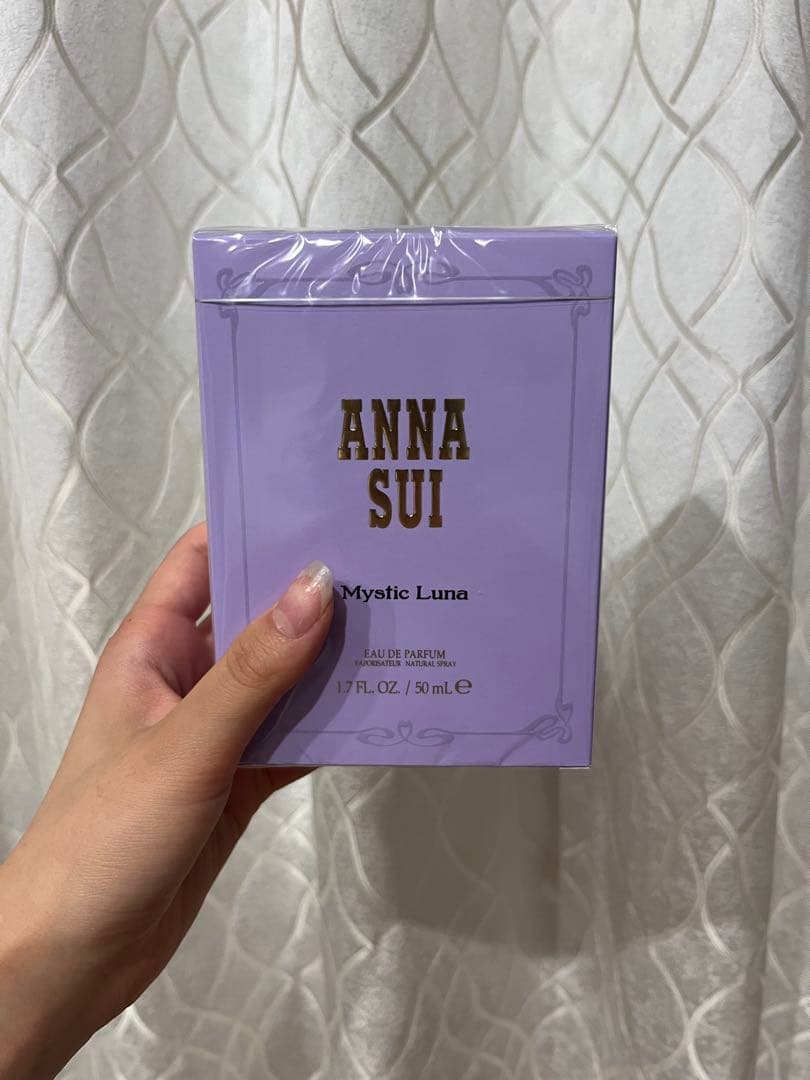 ANNA
SUI
Mystic Luna
EAU DE PARFUM
VAPORISATEUR NATURAL SPRAY
1.7 FL. OZ. / 50 mL ℮